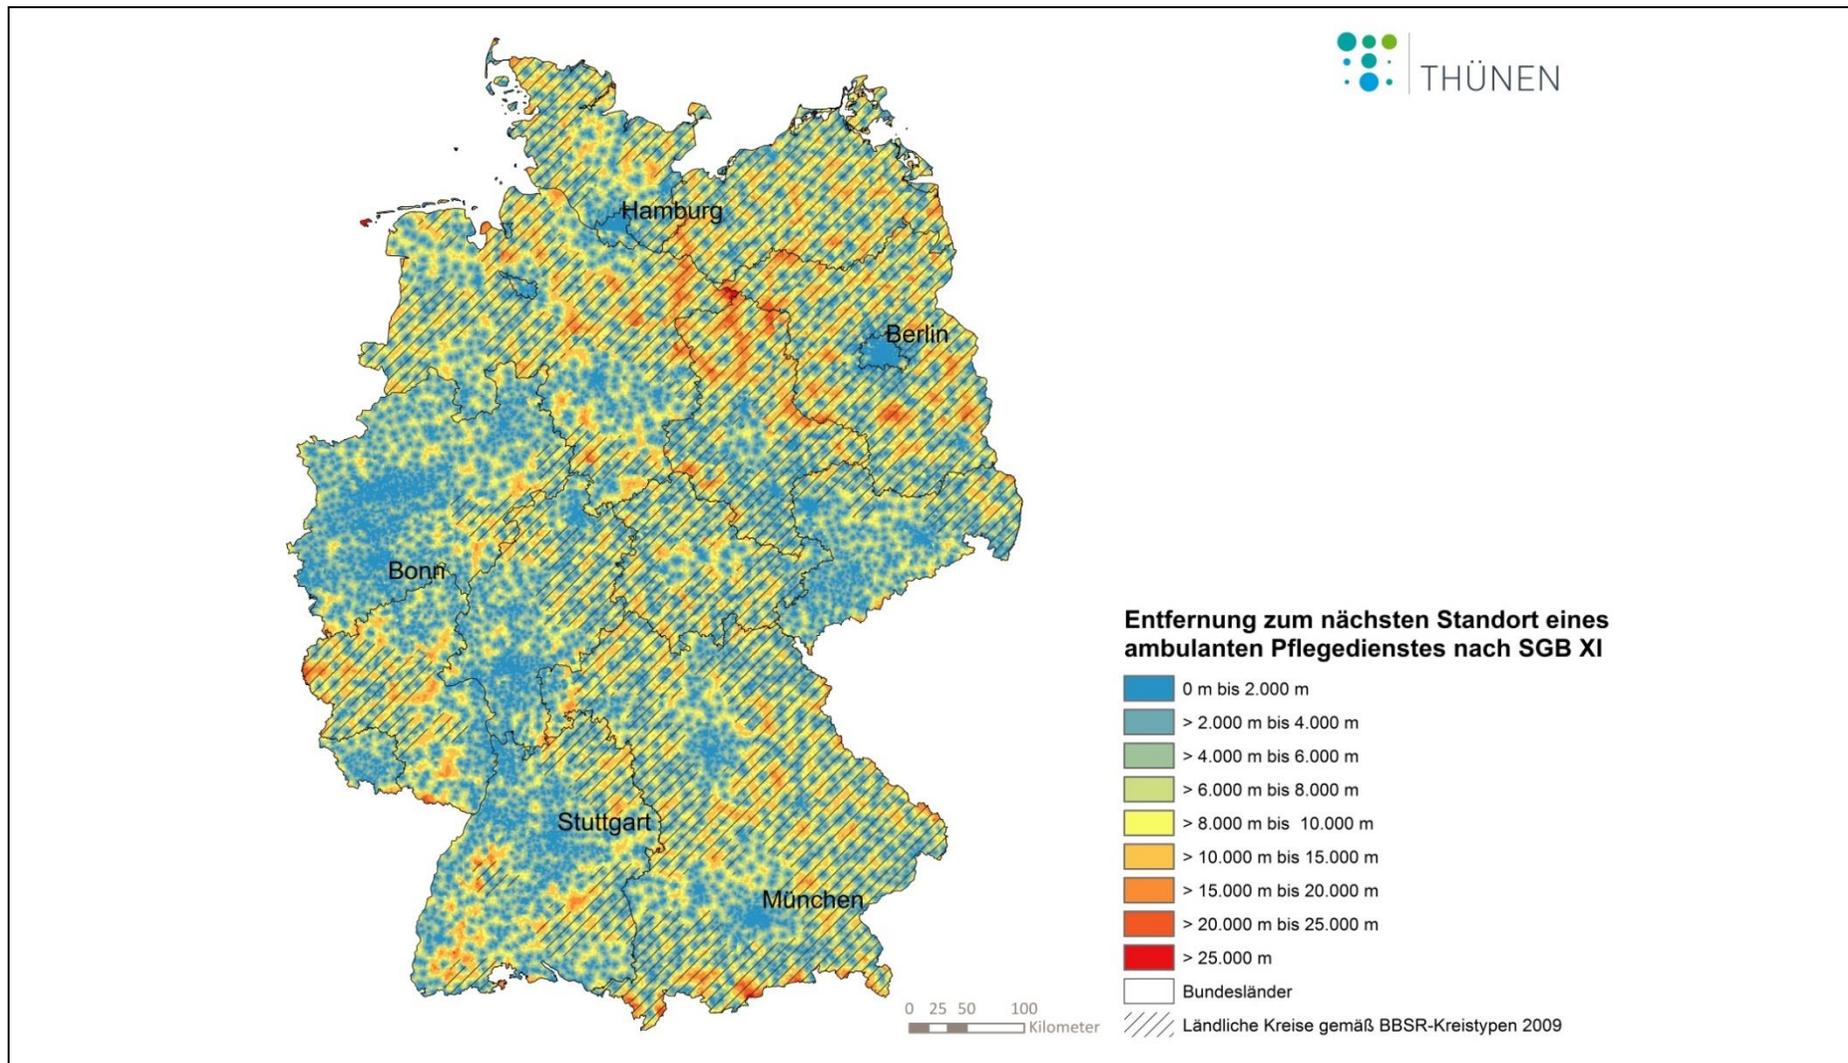 THÜNEN
Hamburg
Berlin
Bonn
Stuttgart
München
Entfernung zum nächsten Standort eines
ambulanten Pflegedienstes nach SGB XI
0 m bis 2.000 m
> 2.000 m bis 4.000 m
> 4.000 m bis 6.000 m
> 6.000 m bis 8.000 m
> 8.000 m bis 10.000 m
> 10.000 m bis 15.000 m
> 15.000 m bis 20.000 m
> 20.000 m bis 25.000 m
> 25.000 m
Bundesländer
Ländliche Kreise gemäß BBSR-Kreistypen 2009
0 25 50 100
Kilometer